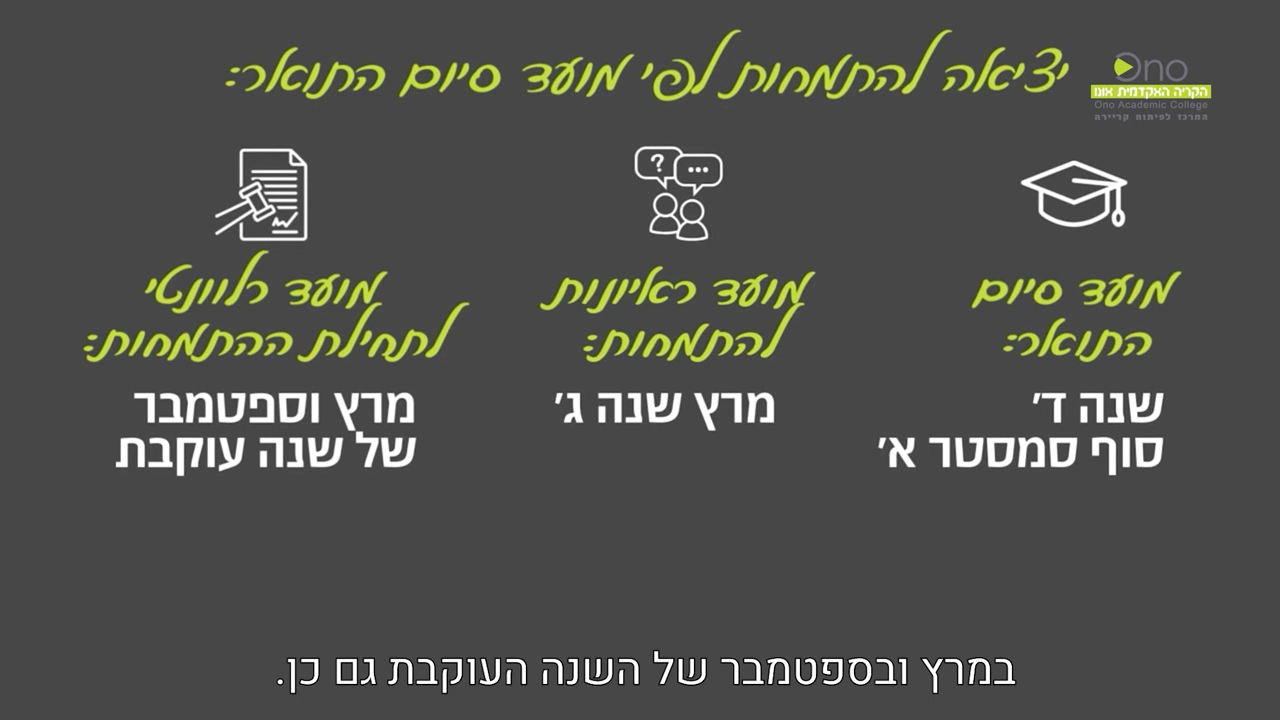 יציאה להתמחות לפי מועד סיום התואר:
Ono
הקריה האקדמית אונו
Ono Academic College
המרכז לפיתוח קריירה
?
...
מועד סיום
התואר:
שנה ד׳
סוף סמסטר א׳
מועד ראיונות
להתמחות:
מרץ שנה ג׳
מועד רלוונטי
לתחילת ההתמחות:
מרץ וספטמבר
של שנה עוקבת
במרץ ובספטמבר של השנה העוקבת גם כן.